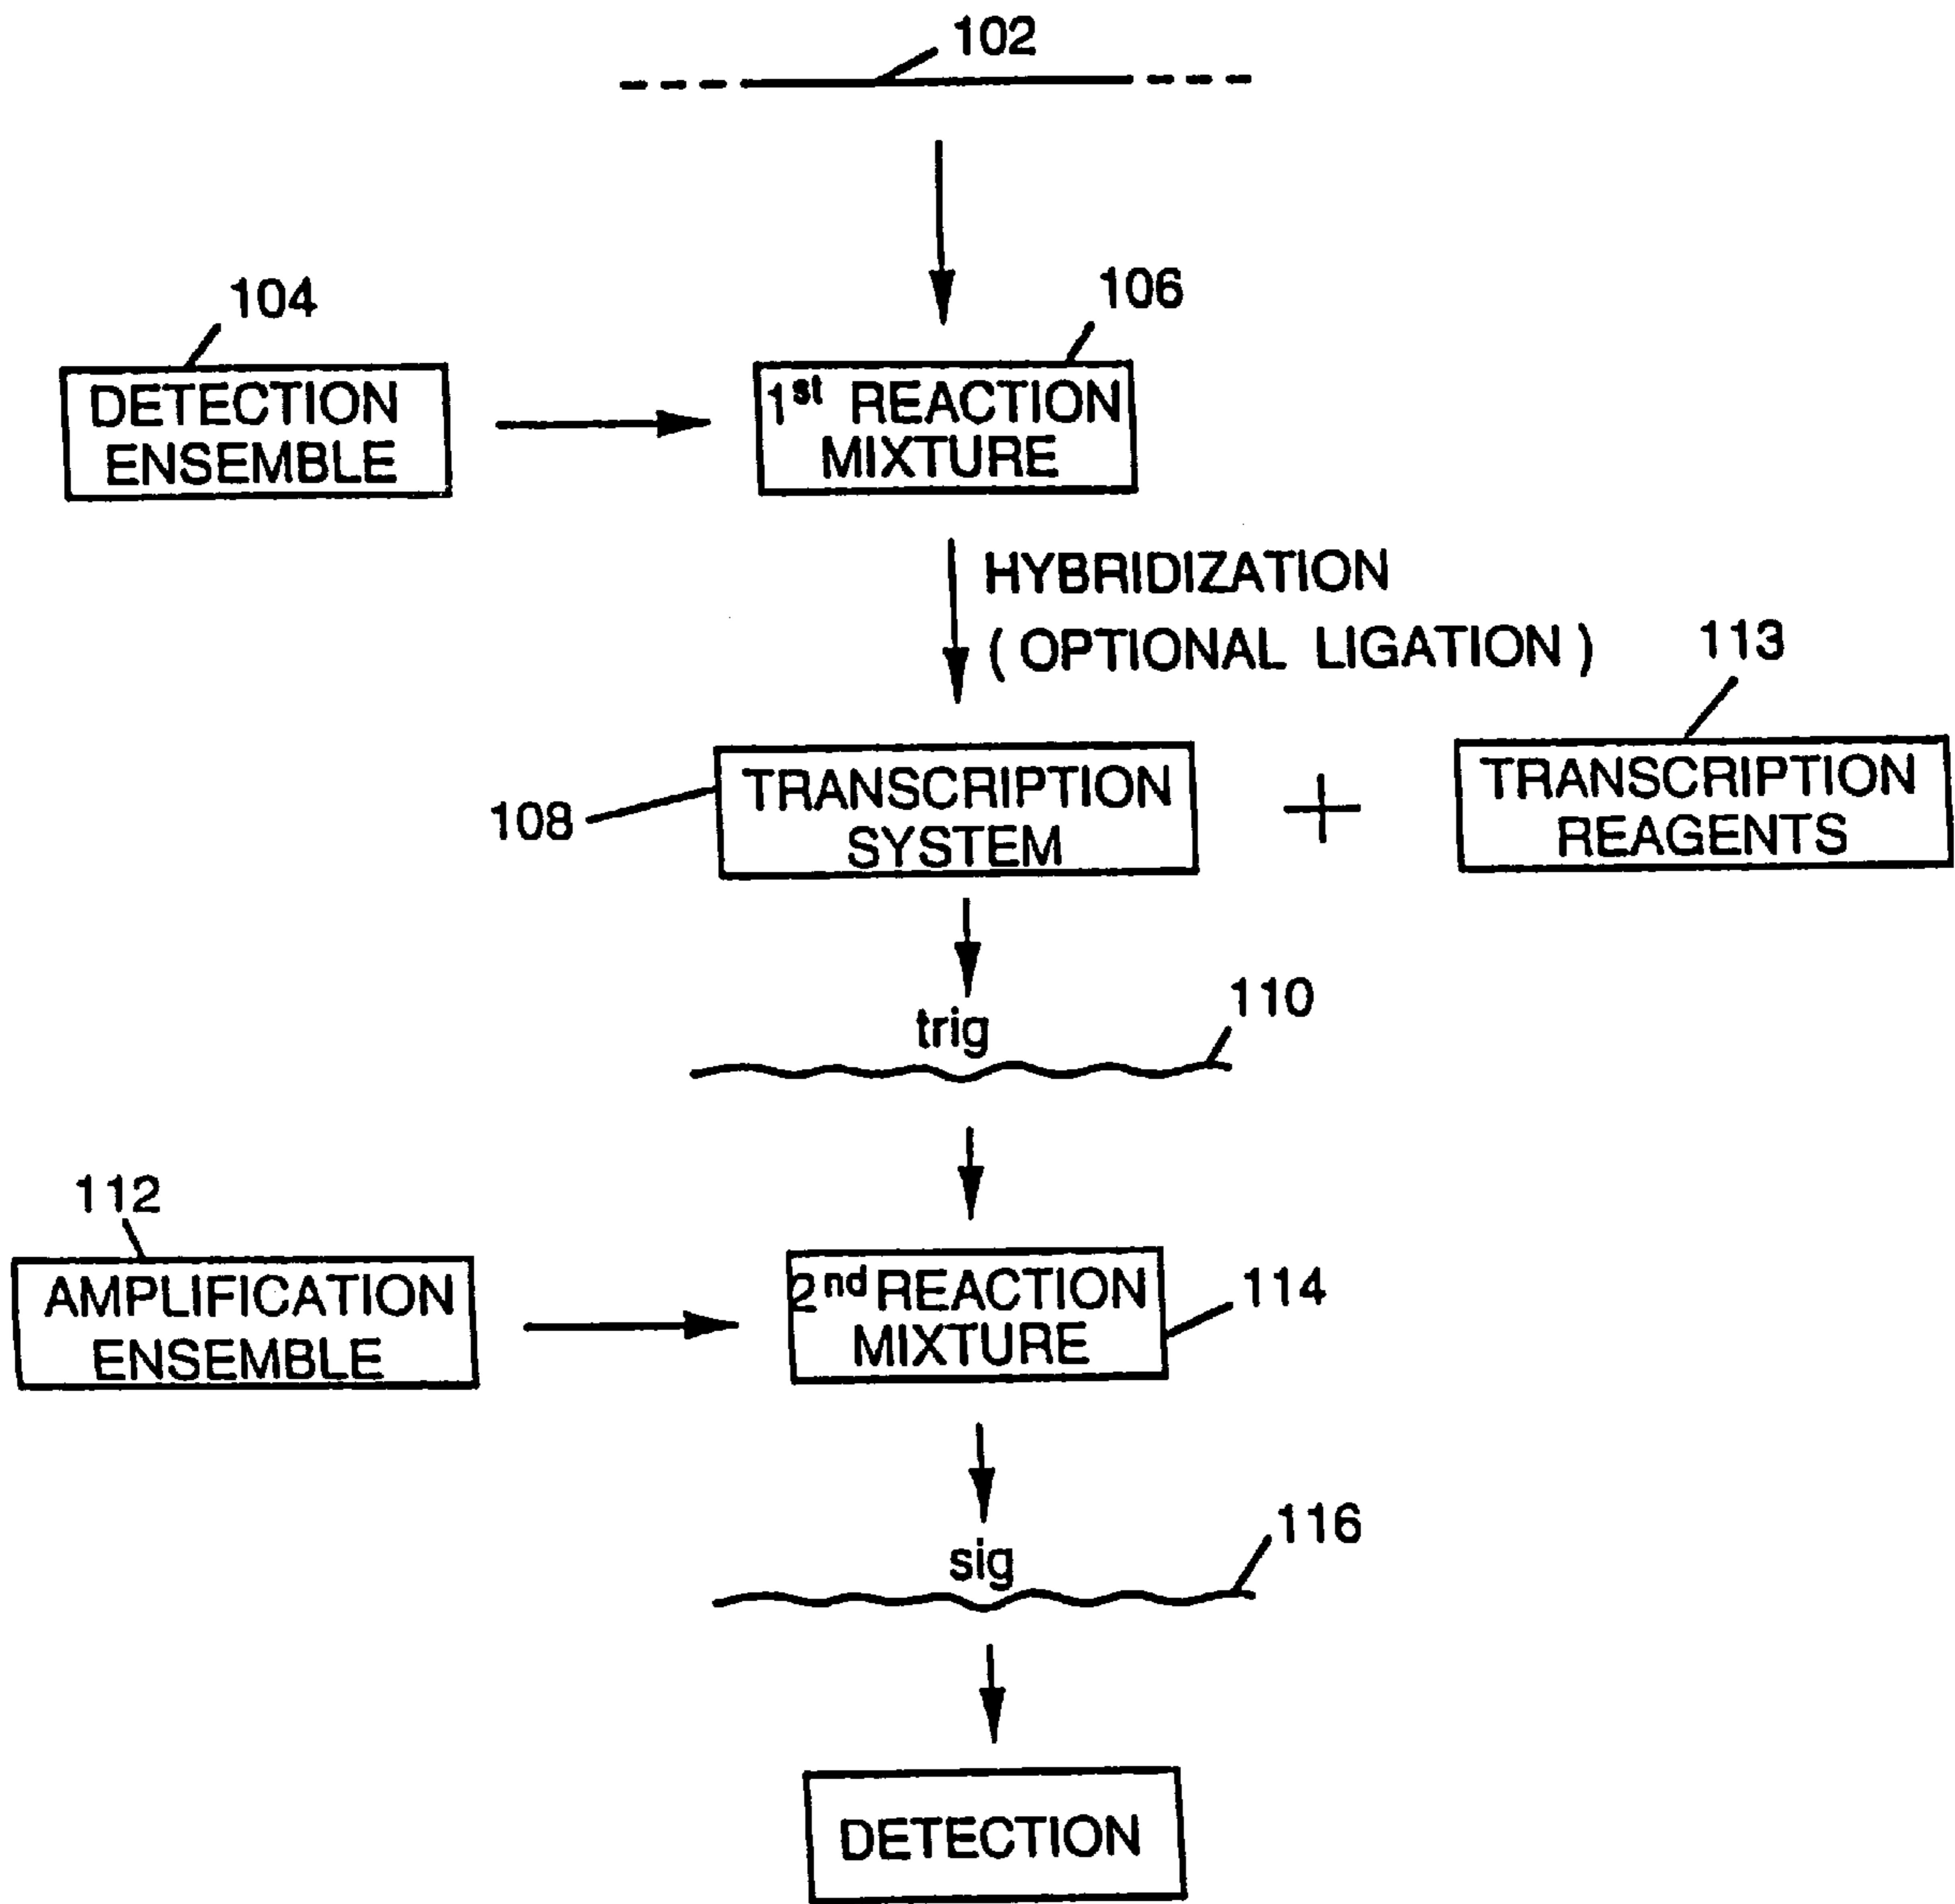 102
104
106
DETECTION
ENSEMBLE
1st REACTION
MIXTURE
HYBRIDIZATION
( OPTIONAL LIGATION )
113
108
TRANSCRIPTION
SYSTEM
+
TRANSCRIPTION
REAGENTS
trig
110
112
AMPLIFICATION
ENSEMBLE
2nd REACTION
MIXTURE
114
sig
116
DETECTION